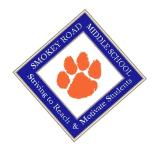 SMOKEY ROAD
MIDDLE SCHOOL
Striving to Reach
& Motivate Students